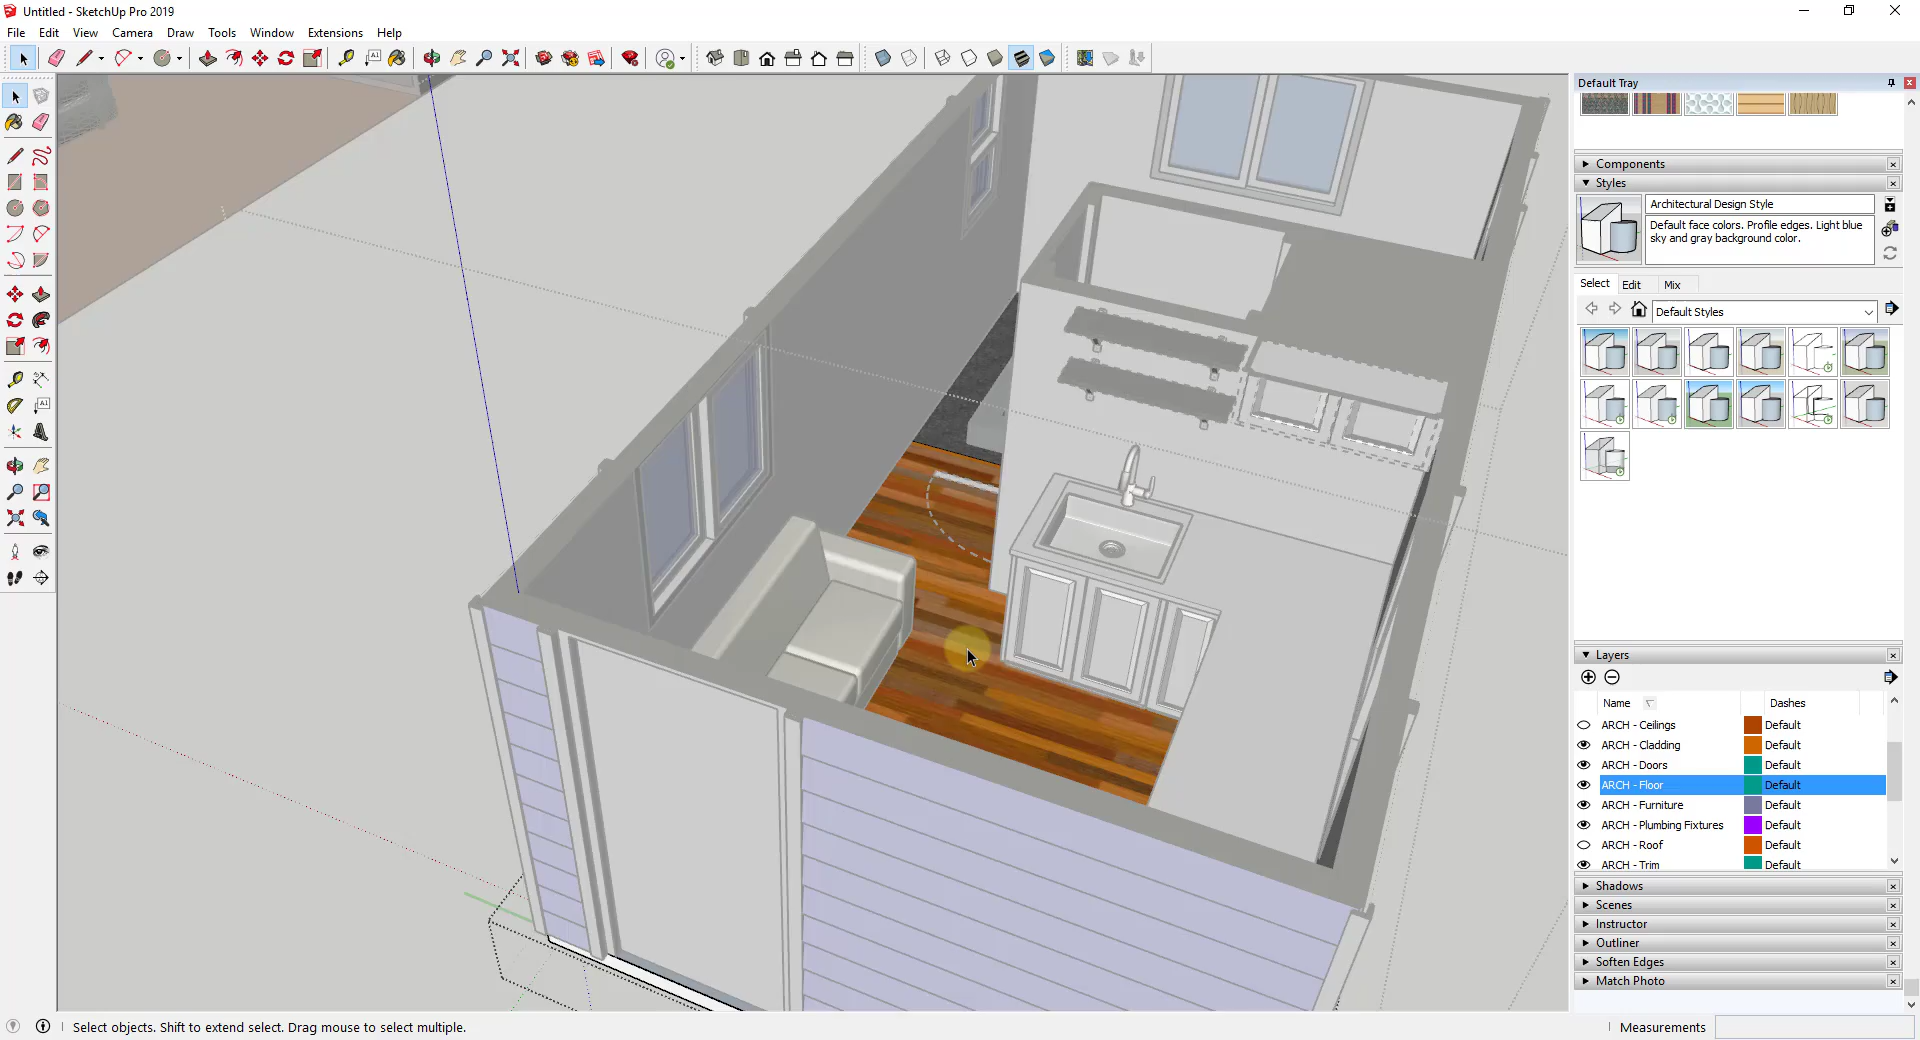 Untitled - SketchUp Pro 2019
File Edit View Camera Draw Tools Window Extensions Help
Default Tray
Components
Styles
Architectural Design Style
Default face colors. Profile edges. Light blue
sky and gray background color.
Select Edit Mix
Default Styles
Layers
Name Dashes
ARCH - Ceilings Default
ARCH - Cladding Default
ARCH - Doors Default
ARCH - Floor Default
ARCH - Furniture Default
ARCH - Plumbing Fixtures Default
ARCH - Roof Default
ARCH - Trim Default
Shadows
Scenes
Instructor
Outliner
Soften Edges
Match Photo
Select objects. Shift to extend select. Drag mouse to select multiple.
Measurements